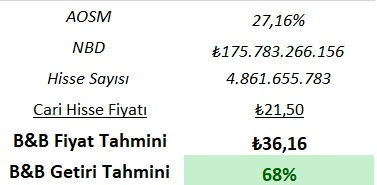 AOSM 27,16%
NBD ₺175.783.266.156
Hisse Sayısı 4.861.655.783
Cari Hisse Fiyatı ₺21,50
B&B Fiyat Tahmini ₺36,16
B&B Getiri Tahmini 68%